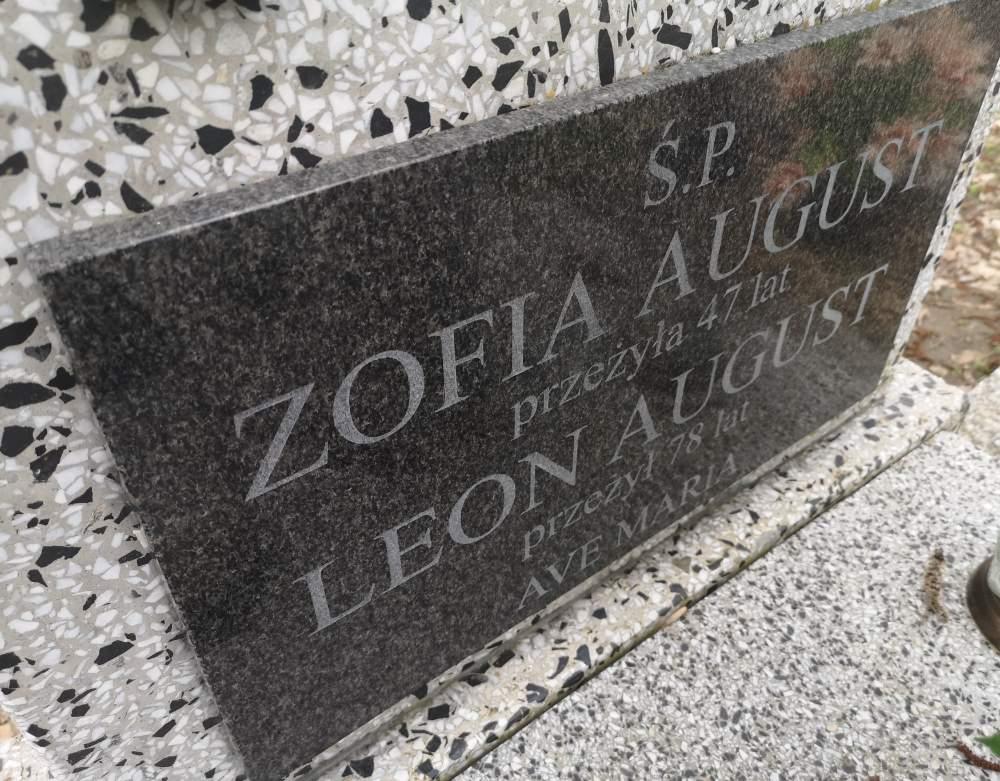 Ś.P.
ZOFIA AUGUST
przeżyła 47 lat
LEON AUGUST
przeżył 78 lat
AVE MARIA